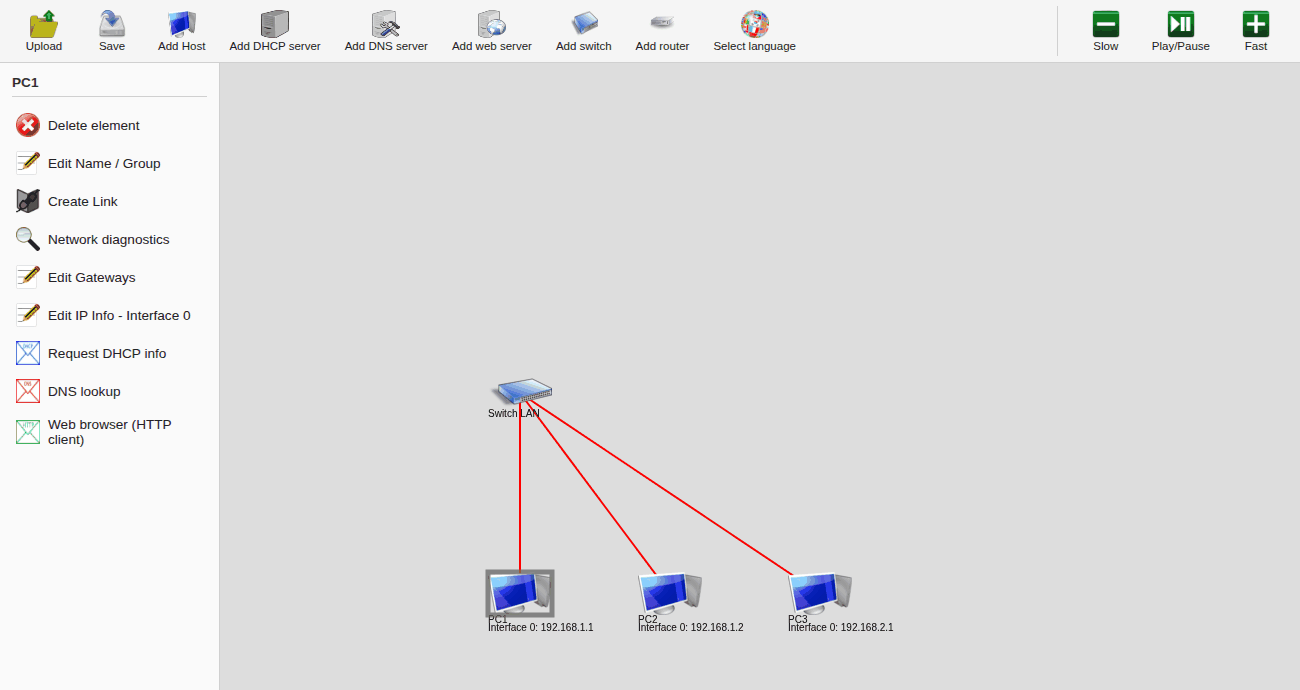 Upload
Save
Add Host
Add DHCP server
Add DNS server
Add web server
Add switch
Add router
Select language
Slow
Play/Pause
Fast
PC1
Delete element
Edit Name / Group
Create Link
Network diagnostics
Edit Gateways
Edit IP Info - Interface 0
DHCP
Request DHCP info
DNS
DNS lookup
HTTP
Web browser (HTTP
client)
Switch LAN
PC1
Interface 0: 192.168.1.1
PC2
Interface 0: 192.168.1.2
PC3
Interface 0: 192.168.2.1